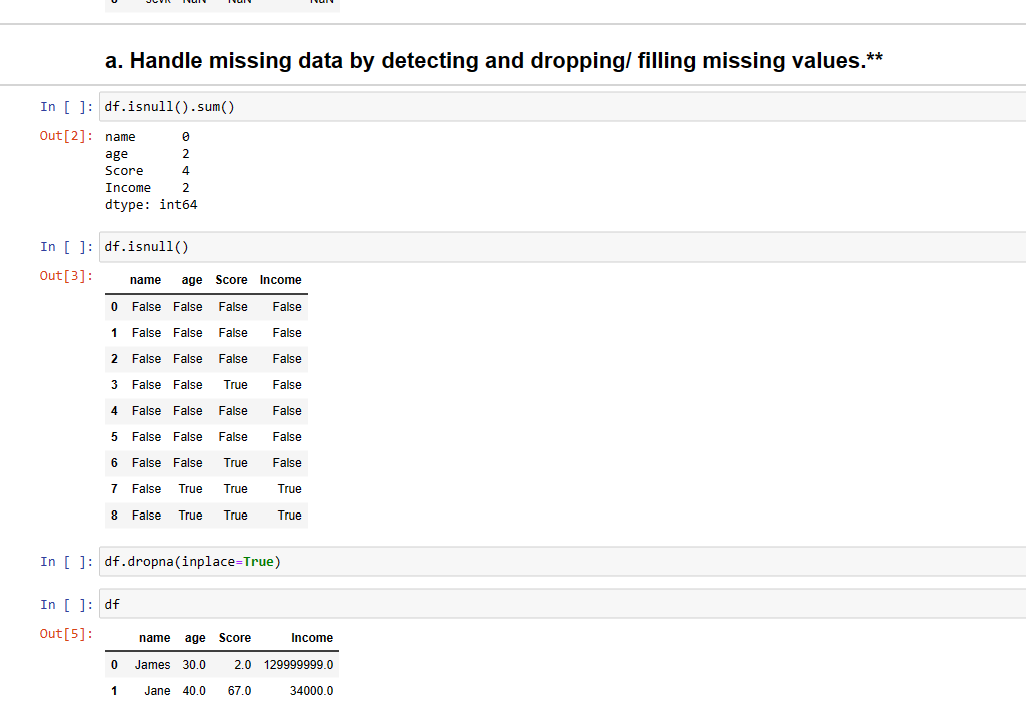 a. Handle missing data by detecting and dropping/ filling missing values.**
In [ ]: df.isnull().sum()
Out[2]: name 0
age 2
Score 4
Income 2
dtype: int64
In [ ]: df.isnull()
Out[3]: name age Score Income
0 False False False False
1 False False False False
2 False False False False
3 False False True False
4 False False False False
5 False False False False
6 False False True False
7 False True True True
8 False True True True
In [ ]: df.dropna(inplace=True)
In [ ]: df
Out[5]: name age Score Income
0 James 30.0 2.0 129999999.0
1 Jane 40.0 67.0 34000.0